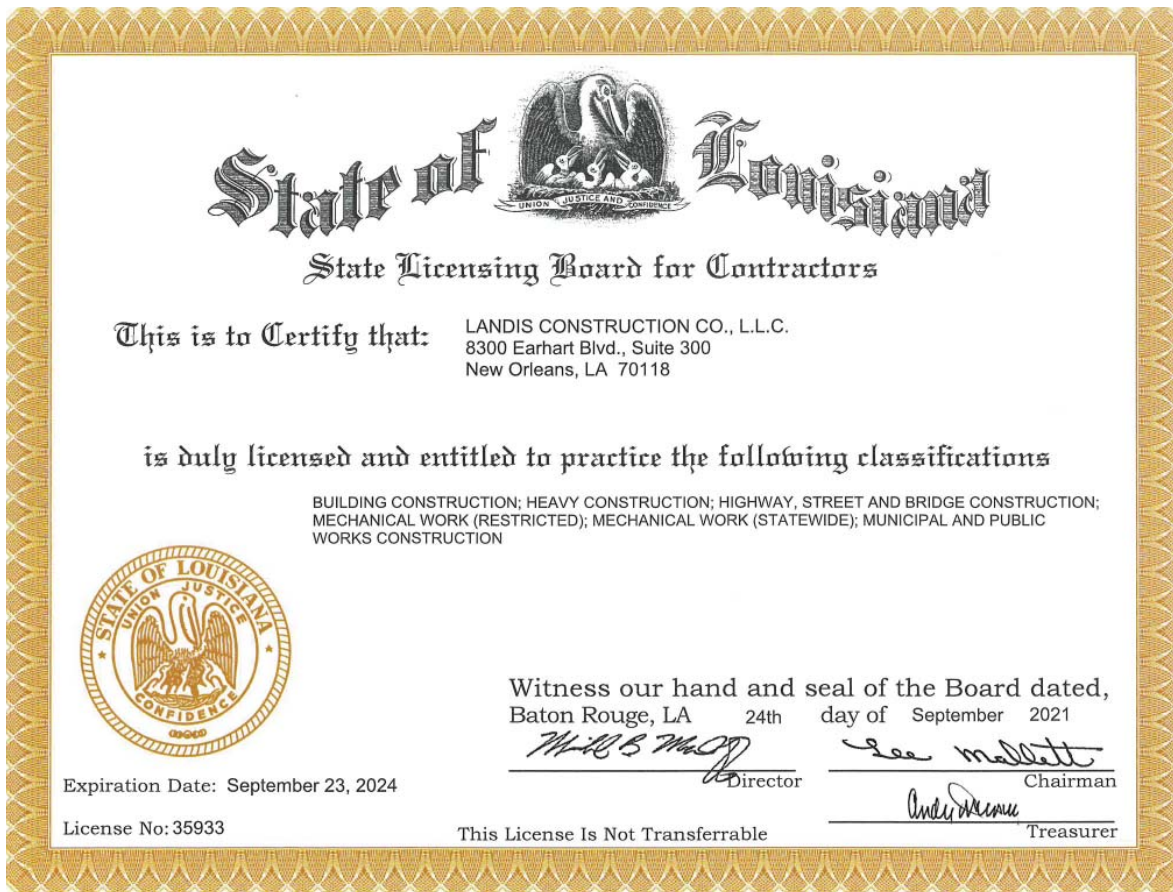 State of Louisiana
UNION JUSTICE AND CONFIDENCE
State Licensing Board for Contractors
This is to Certify that:
LANDIS CONSTRUCTION CO., L.L.C.
8300 Earhart Blvd., Suite 300
New Orleans, LA 70118
is duly licensed and entitled to practice the following classifications
BUILDING CONSTRUCTION; HEAVY CONSTRUCTION; HIGHWAY, STREET AND BRIDGE CONSTRUCTION;
MECHANICAL WORK (RESTRICTED); MECHANICAL WORK (STATEWIDE); MUNICIPAL AND PUBLIC
WORKS CONSTRUCTION
STATE OF LOUISIANA
UNION JUSTICE
CONFIDENCE
Witness our hand and seal of the Board dated,
Baton Rouge, LA 24th day of September 2021
Lee Mallett
Director
Chairman
Expiration Date: September 23, 2024
Andy
License No: 35933
This License Is Not Transferrable
Treasurer